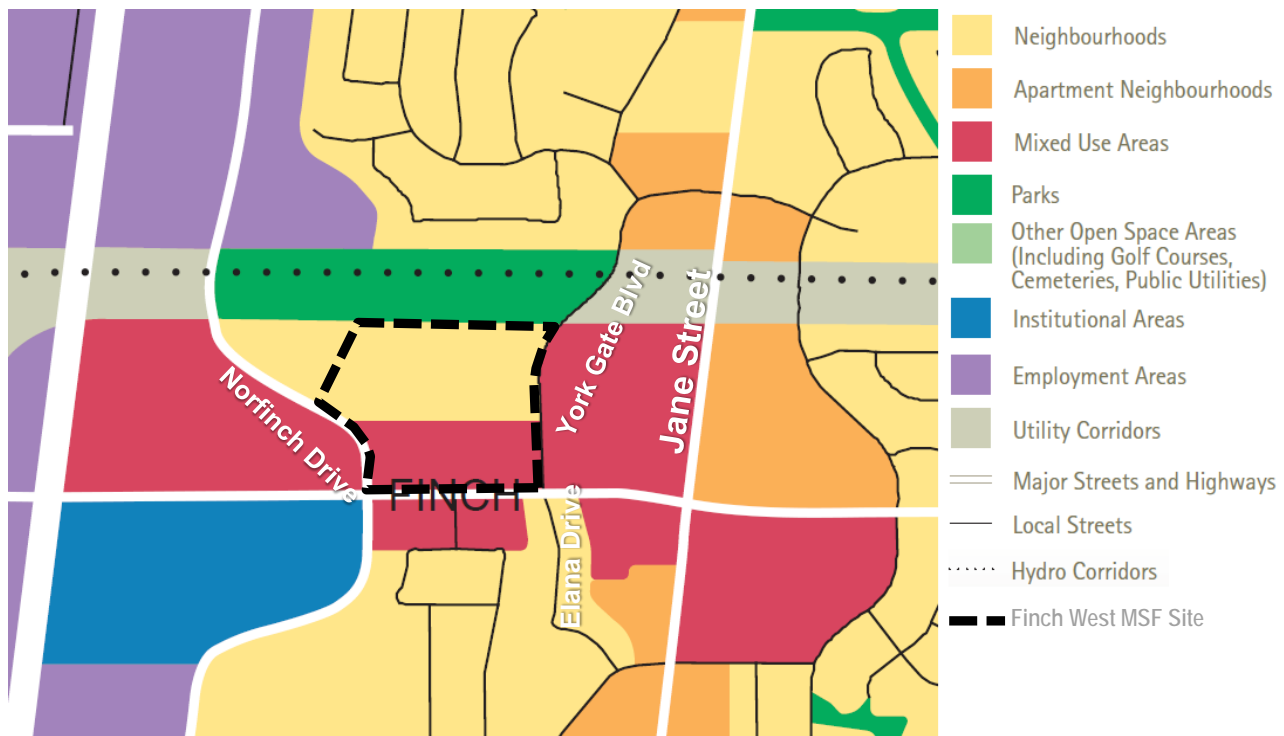 Neighbourhoods
Apartment Neighbourhoods
Mixed Use Areas
Parks
Other Open Space Areas
(Including Golf Courses,
Cemeteries, Public Utilities)
Institutional Areas
Employment Areas
Utility Corridors
Major Streets and Highways
Local Streets
Hydro Corridors
Finch West MSF Site
York Gate Blvd
Jane Street
Norfinch Drive
FINCH
Elana Drive